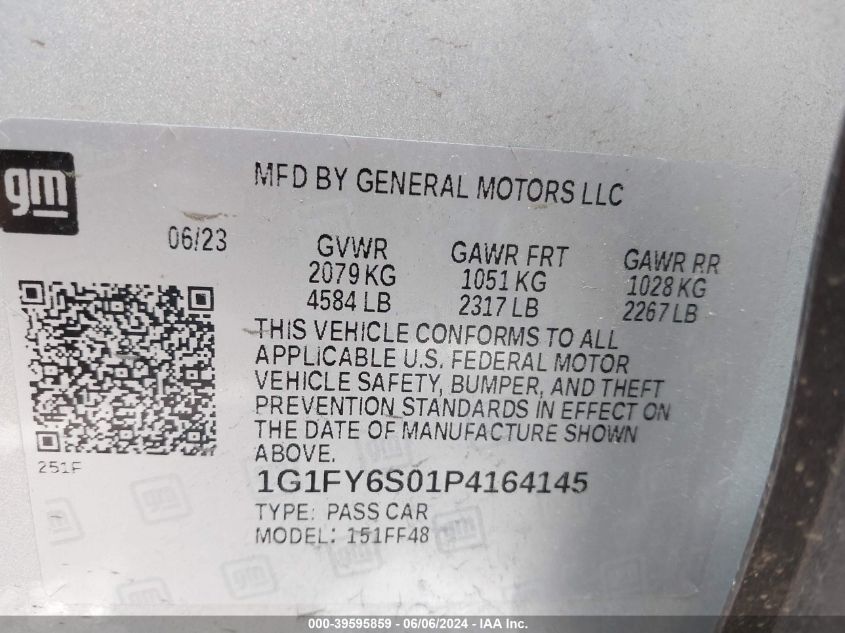 gm
MFD BY GENERAL MOTORS LLC
06/23
GVWR GAWR FRT GAWR RR
2079 KG 1051 KG 1028 KG
4584 LB 2317 LB 2267 LB
THIS VEHICLE CONFORMS TO ALL
APPLICABLE U.S. FEDERAL MOTOR
VEHICLE SAFETY, BUMPER, AND THEFT
PREVENTION STANDARDS IN EFFECT ON
THE DATE OF MANUFACTURE SHOWN
ABOVE.
251F
1G1FY6S01P4164145
TYPE: PASS CAR
MODEL: 151FF48
000-39595859 / 06/06/2024 - IAA Inc.